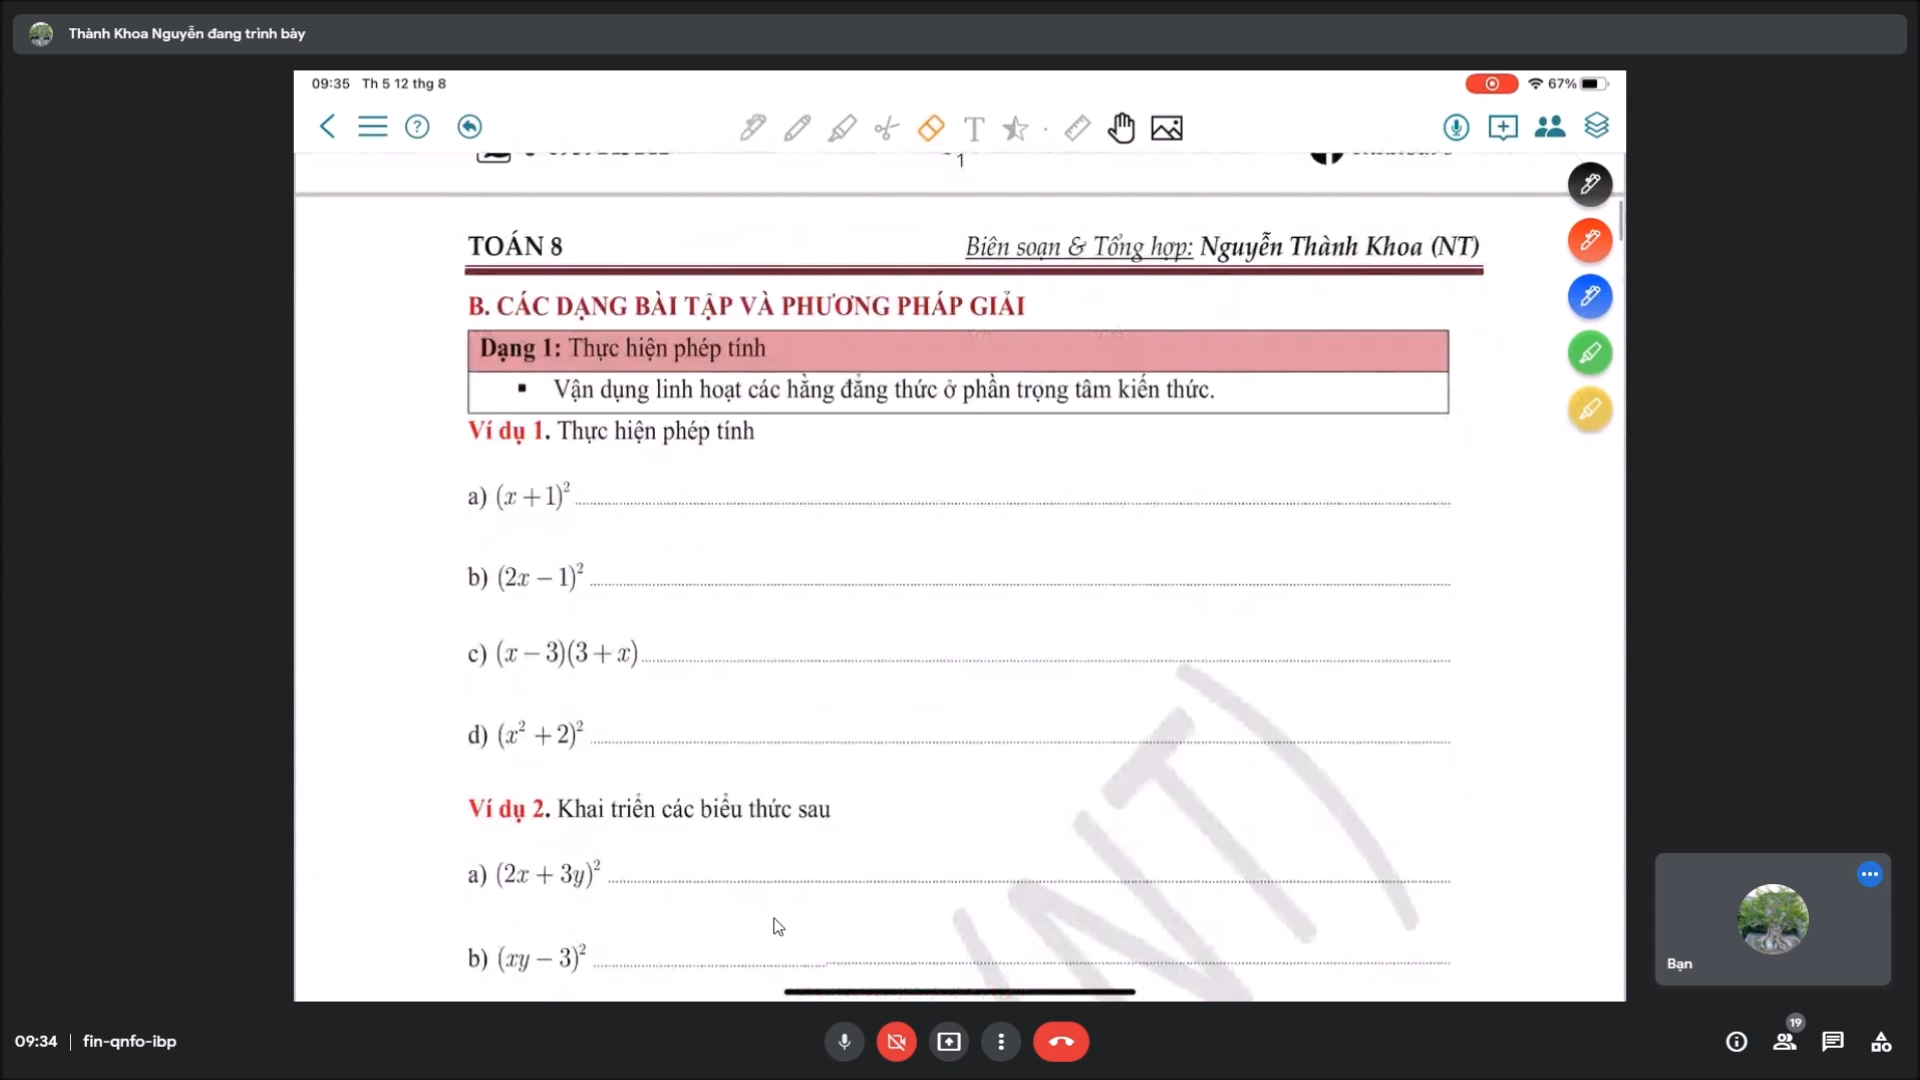 Thành Khoa Nguyễn đang trình bày
09:35 Th 5 12 thg 8
67%
1
TOÁN 8
Biên soạn & Tổng hợp: Nguyễn Thành Khoa (NT)
B. CÁC DẠNG BÀI TẬP VÀ PHƯƠNG PHÁP GIẢI
Dạng 1: Thực hiện phép tính
▪ Vận dụng linh hoạt các hằng đẳng thức ở phần trọng tâm kiến thức.
Ví dụ 1. Thực hiện phép tính
a) (x + 1)²
b) (2x − 1)²
c) (x − 3)(3 + x)
d) (x² + 2)²
Ví dụ 2. Khai triển các biểu thức sau
a) (2x + 3y)²
b) (xy − 3)²
(NT)
Bạn
09:34 | fin-qnfo-ibp
19